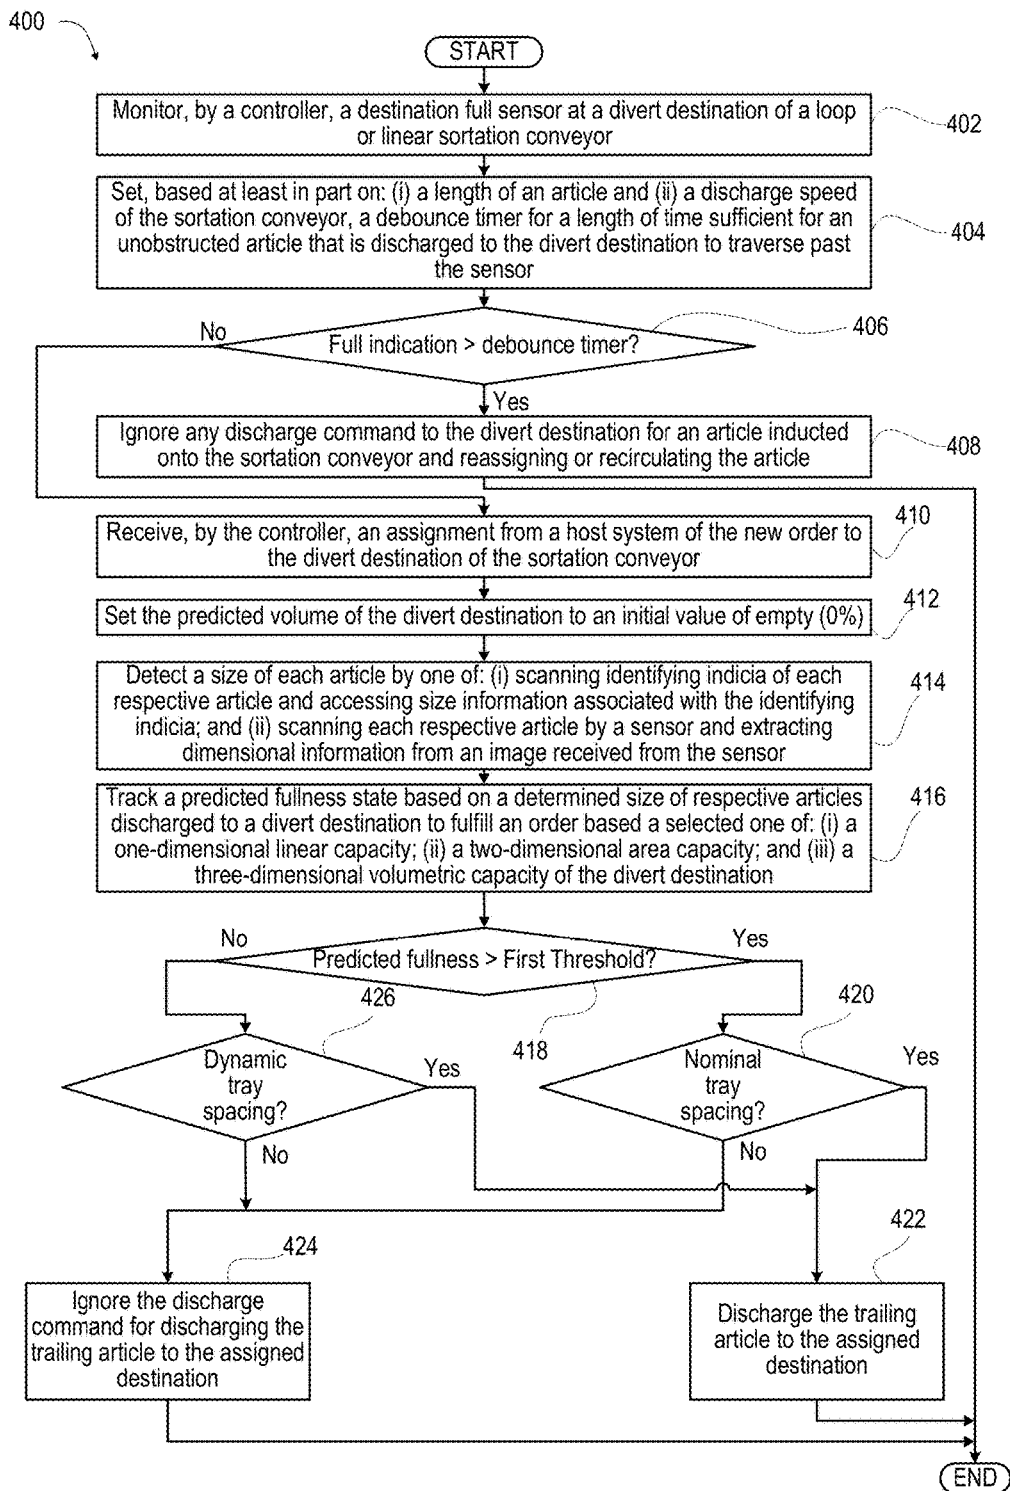 400
START
Monitor, by a controller, a destination full sensor at a divert destination of a loop
or linear sortation conveyor
402
Set, based at least in part on: (i) a length of an article and (ii) a discharge speed
of the sortation conveyor, a debounce timer for a length of time sufficient for an
unobstructed article that is discharged to the divert destination to traverse past
the sensor
404
406
No
Full indication > debounce timer?
Yes
Ignore any discharge command to the divert destination for an article inducted
onto the sortation conveyor and reassigning or recirculating the article
408
Receive, by the controller, an assignment from a host system of the new order to
the divert destination of the sortation conveyor
410
Set the predicted volume of the divert destination to an initial value of empty (0%)
412
Detect a size of each article by one of: (i) scanning identifying indicia of each
respective article and accessing size information associated with the identifying
indicia; and (ii) scanning each respective article by a sensor and extracting
dimensional information from an image received from the sensor
414
Track a predicted fullness state based on a determined size of respective articles
discharged to a divert destination to fulfill an order based a selected one of: (i) a
one-dimensional linear capacity; (ii) a two-dimensional area capacity; and (iii) a
three-dimensional volumetric capacity of the divert destination
416
No
Yes
Predicted fullness > First Threshold?
418
426
420
Dynamic
tray
spacing?
Yes
No
Nominal
tray
spacing?
Yes
No
424
422
Ignore the discharge
command for discharging the
trailing article to the assigned
destination
Discharge the trailing
article to the assigned
destination
END